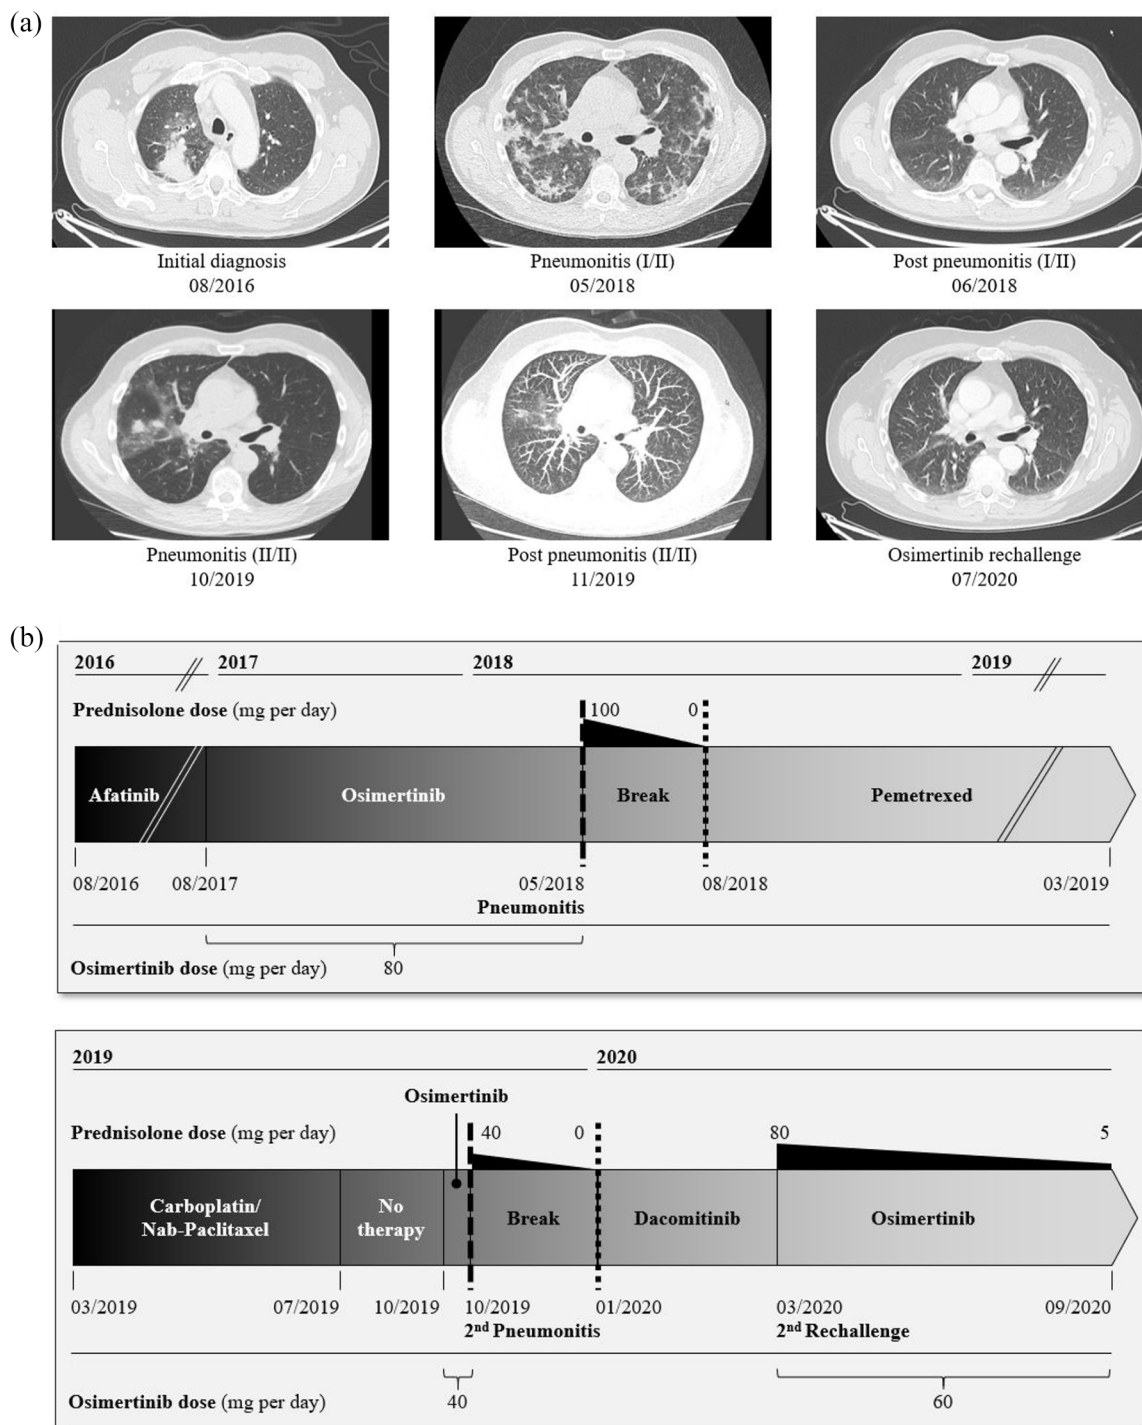 (a)
Initial diagnosis
08/2016
Pneumonitis (I/II)
05/2018
Post pneumonitis (I/II)
06/2018
Pneumonitis (II/II)
10/2019
Post pneumonitis (II/II)
11/2019
Osimertinib rechallenge
07/2020
(b)
2016 2017 2018 2019
Prednisolone dose (mg per day) 100 0
Afatinib Osimertinib Break Pemetrexed
08/2016 08/2017 05/2018 08/2018 03/2019
Pneumonitis
Osimertinib dose (mg per day) 80
2019 2020
Osimertinib
Prednisolone dose (mg per day) 40 0 80 5
Carboplatin/
Nab-Paclitaxel
No
therapy
Break Dacomitinib Osimertinib
03/2019 07/2019 10/2019 10/2019 01/2020 03/2020 09/2020
2nd Pneumonitis 2nd Rechallenge
Osimertinib dose (mg per day) 40 60